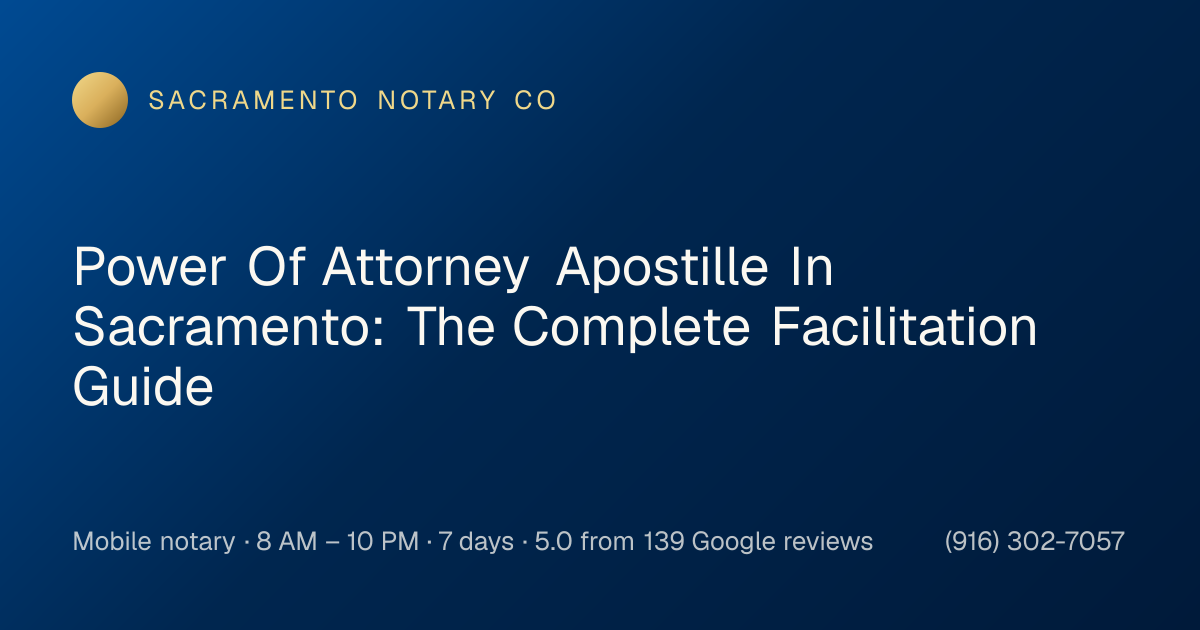 SACRAMENTO NOTARY CO
Power Of Attorney Apostille In
Sacramento: The Complete Facilitation
Guide
Mobile notary · 8 AM – 10 PM · 7 days · 5.0 from 139 Google reviews
(916) 302-7057